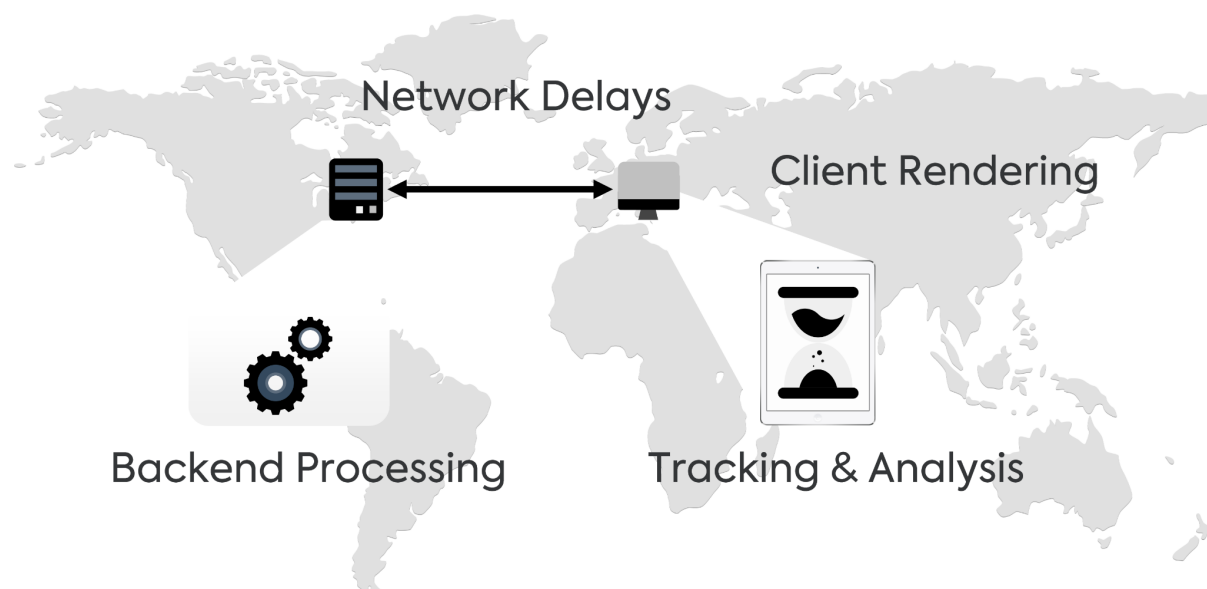 Network Delays
Client Rendering
Backend Processing
Tracking & Analysis